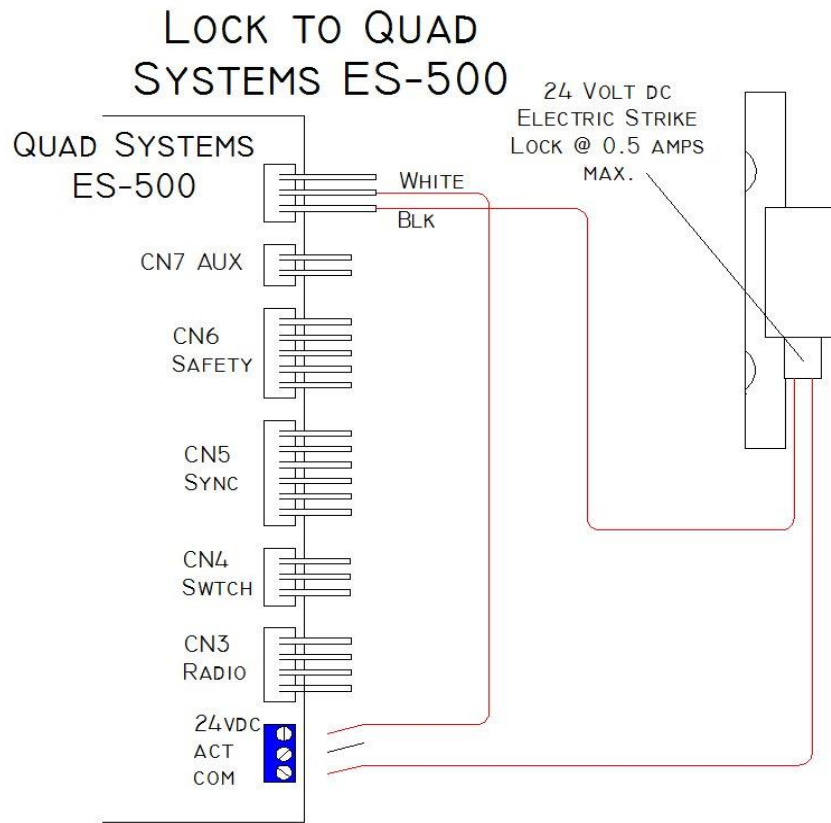 LOCK TO QUAD
SYSTEMS ES-500
24 VOLT DC
ELECTRIC STRIKE
LOCK @ 0.5 AMPS
MAX.
QUAD SYSTEMS
ES-500
WHITE
BLK
CN7 AUX
CN6
SAFETY
CN5
SYNC
CN4
SWTCH
CN3
RADIO
24VDC
ACT
COM